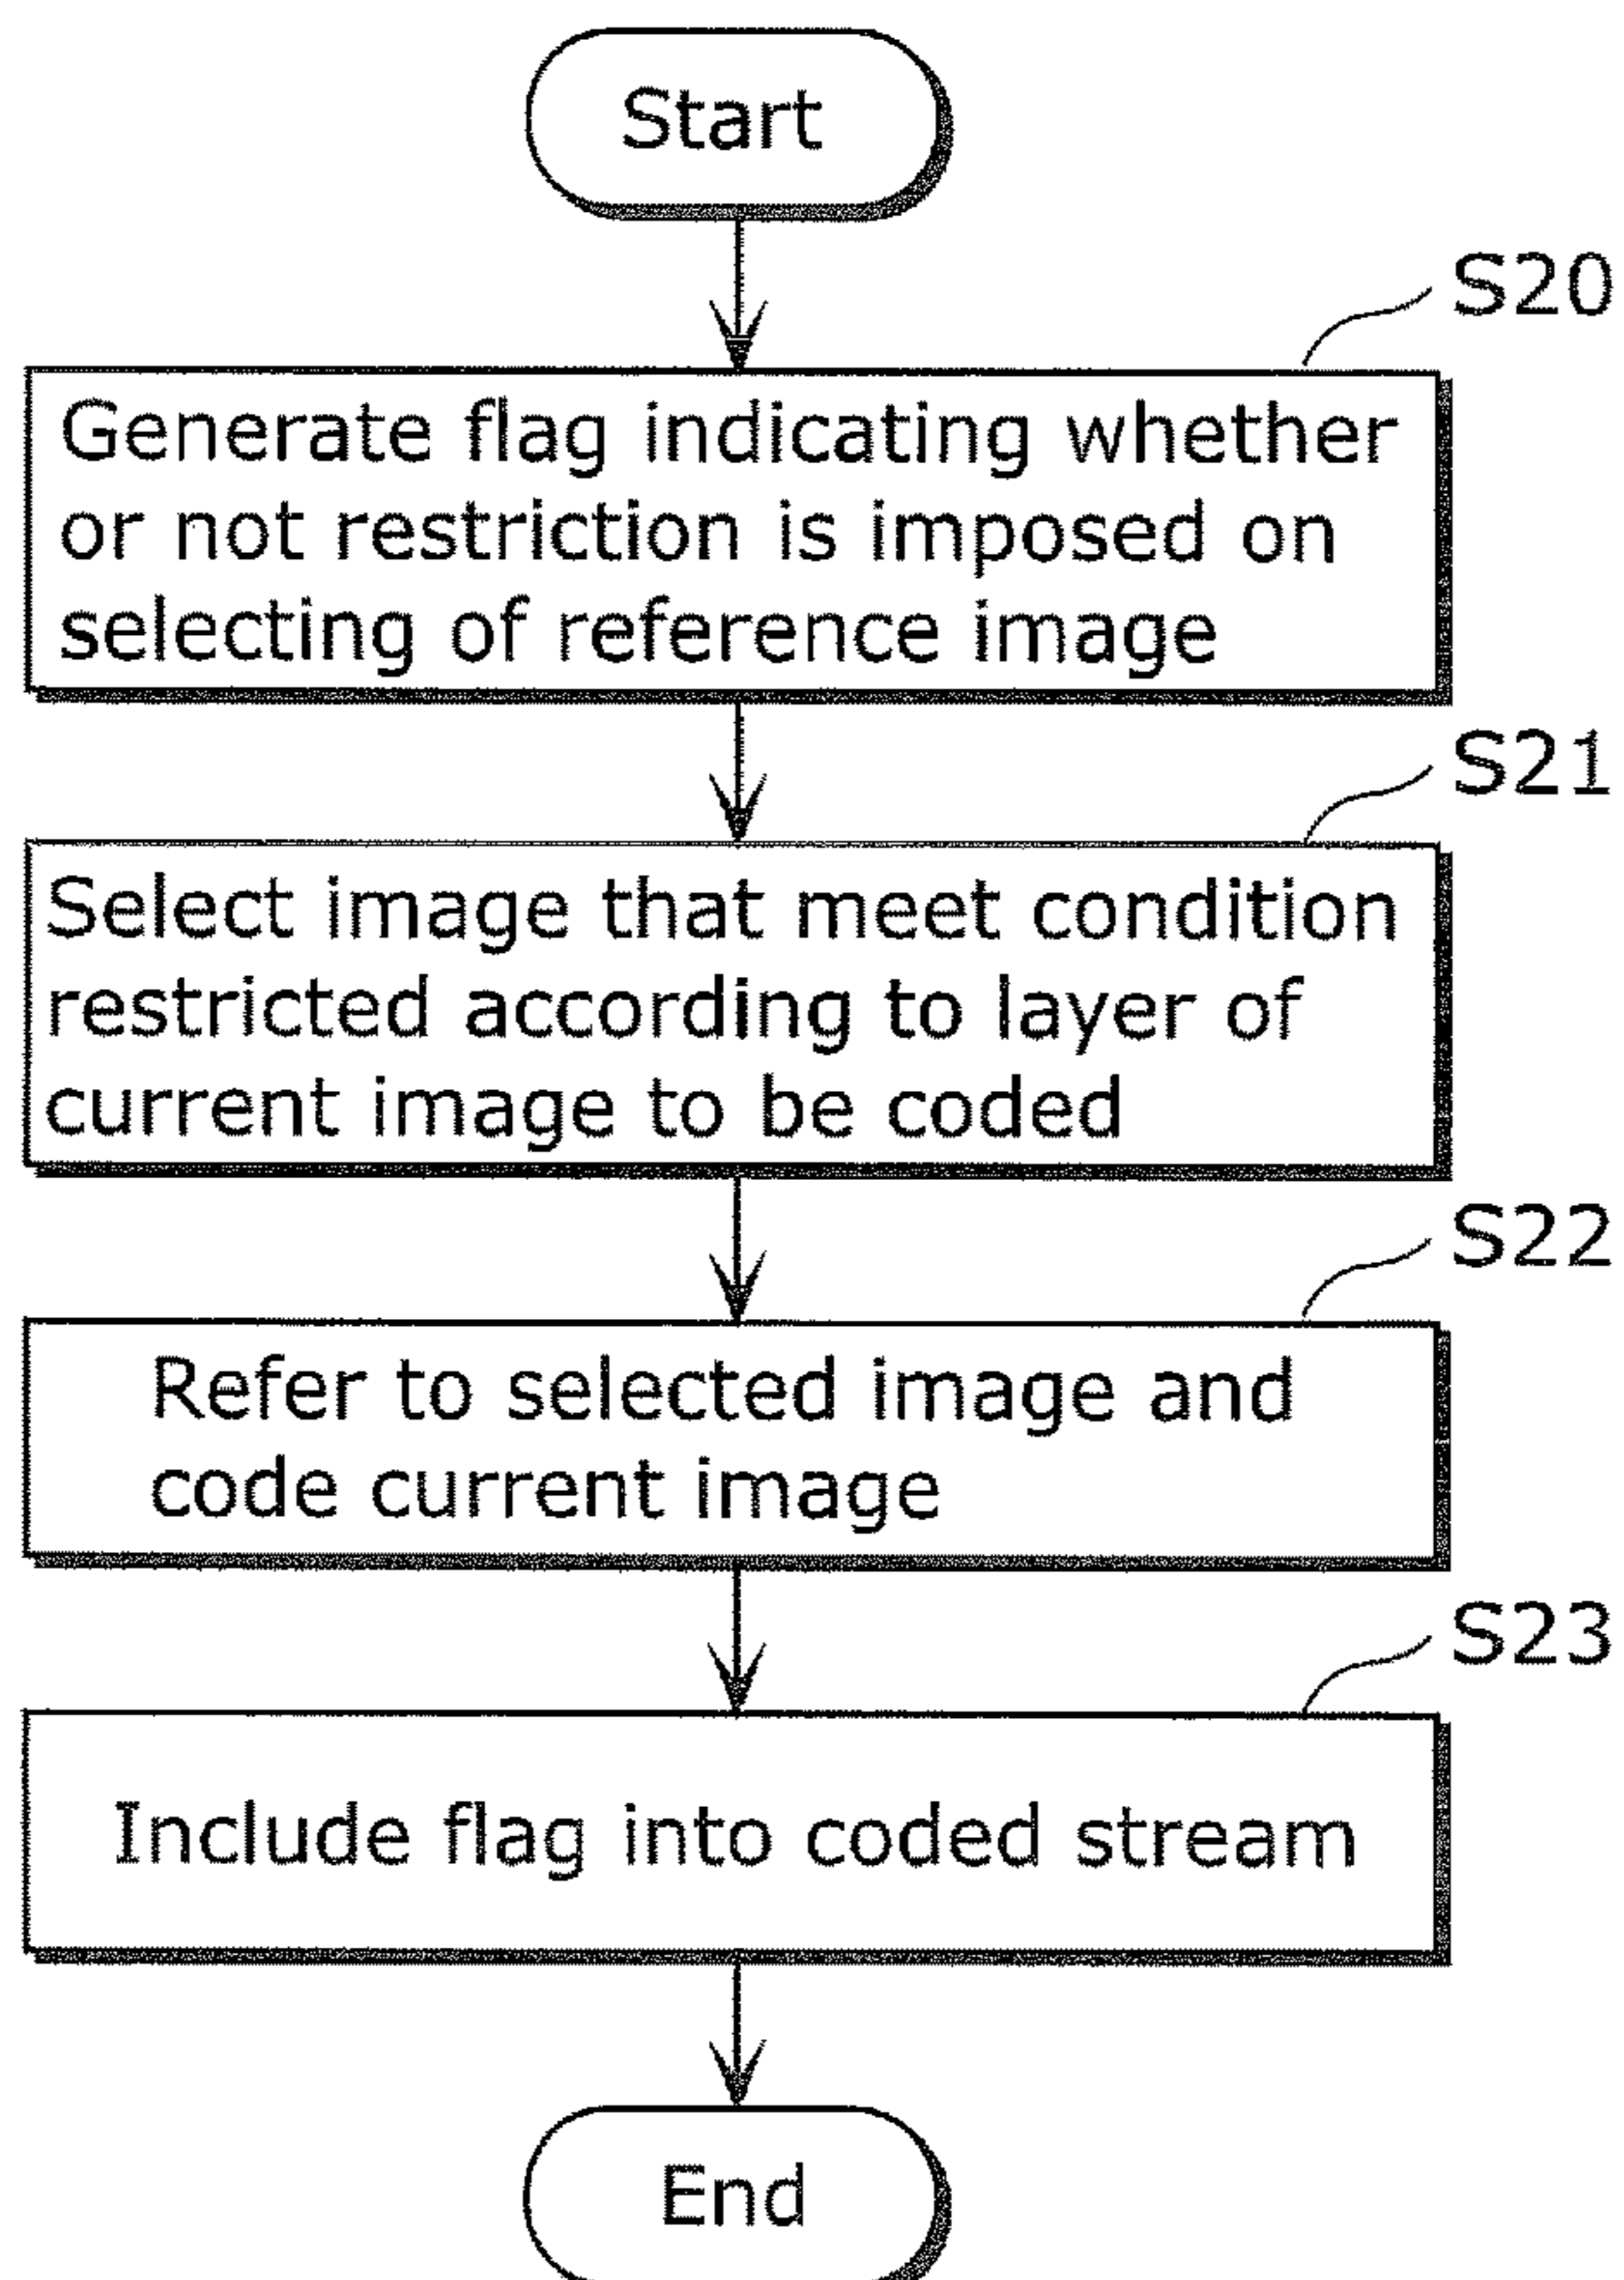 Start
S20
Generate flag indicating whether
or not restriction is imposed on
selecting of reference image
S21
Select image that meet condition
restricted according to layer of
current image to be coded
S22
Refer to selected image and
code current image
S23
Include flag into coded stream
End